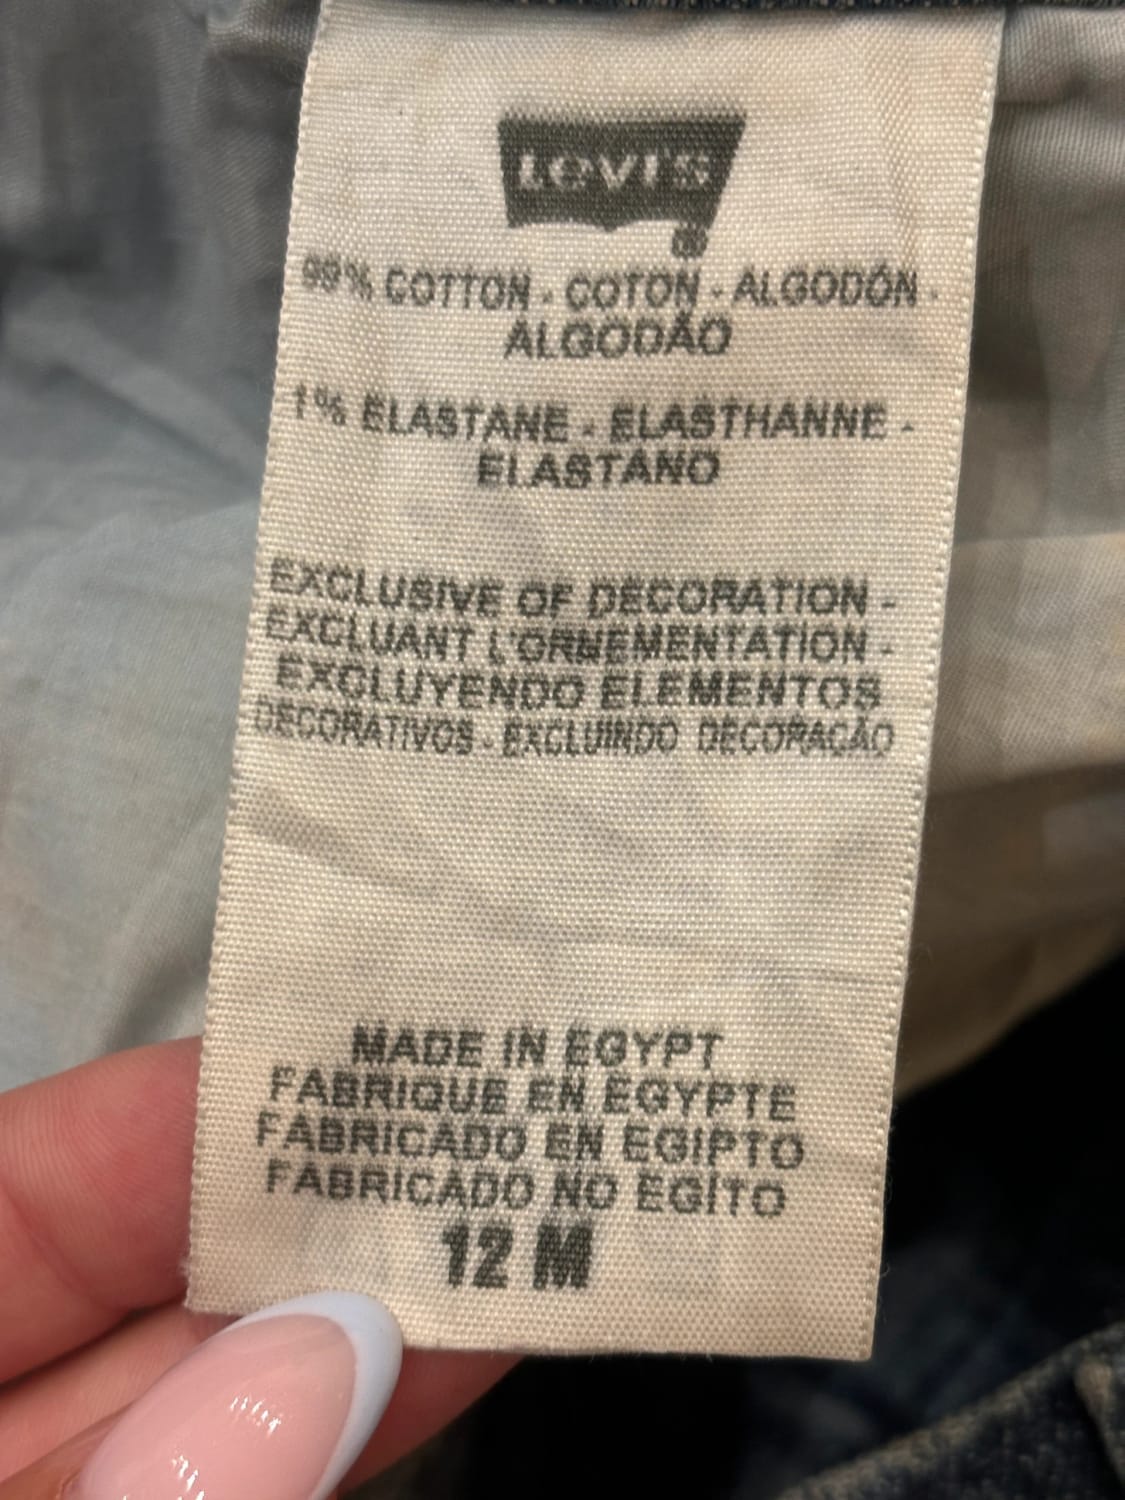 Levi's
®
99% COTTON - COTON - ALGODÓN -
ALGODÃO
1% ELASTANE - ELASTHANNE -
ELASTANO
EXCLUSIVE OF DECORATION -
EXCLUANT L'ORNEMENTATION -
EXCLUYENDO ELEMENTOS
DECORATIVOS - EXCLUINDO DECORAÇÃO
MADE IN EGYPT
FABRIQUE EN EGYPTE
FABRICADO EN EGIPTO
FABRICADO NO EGITO
12 M